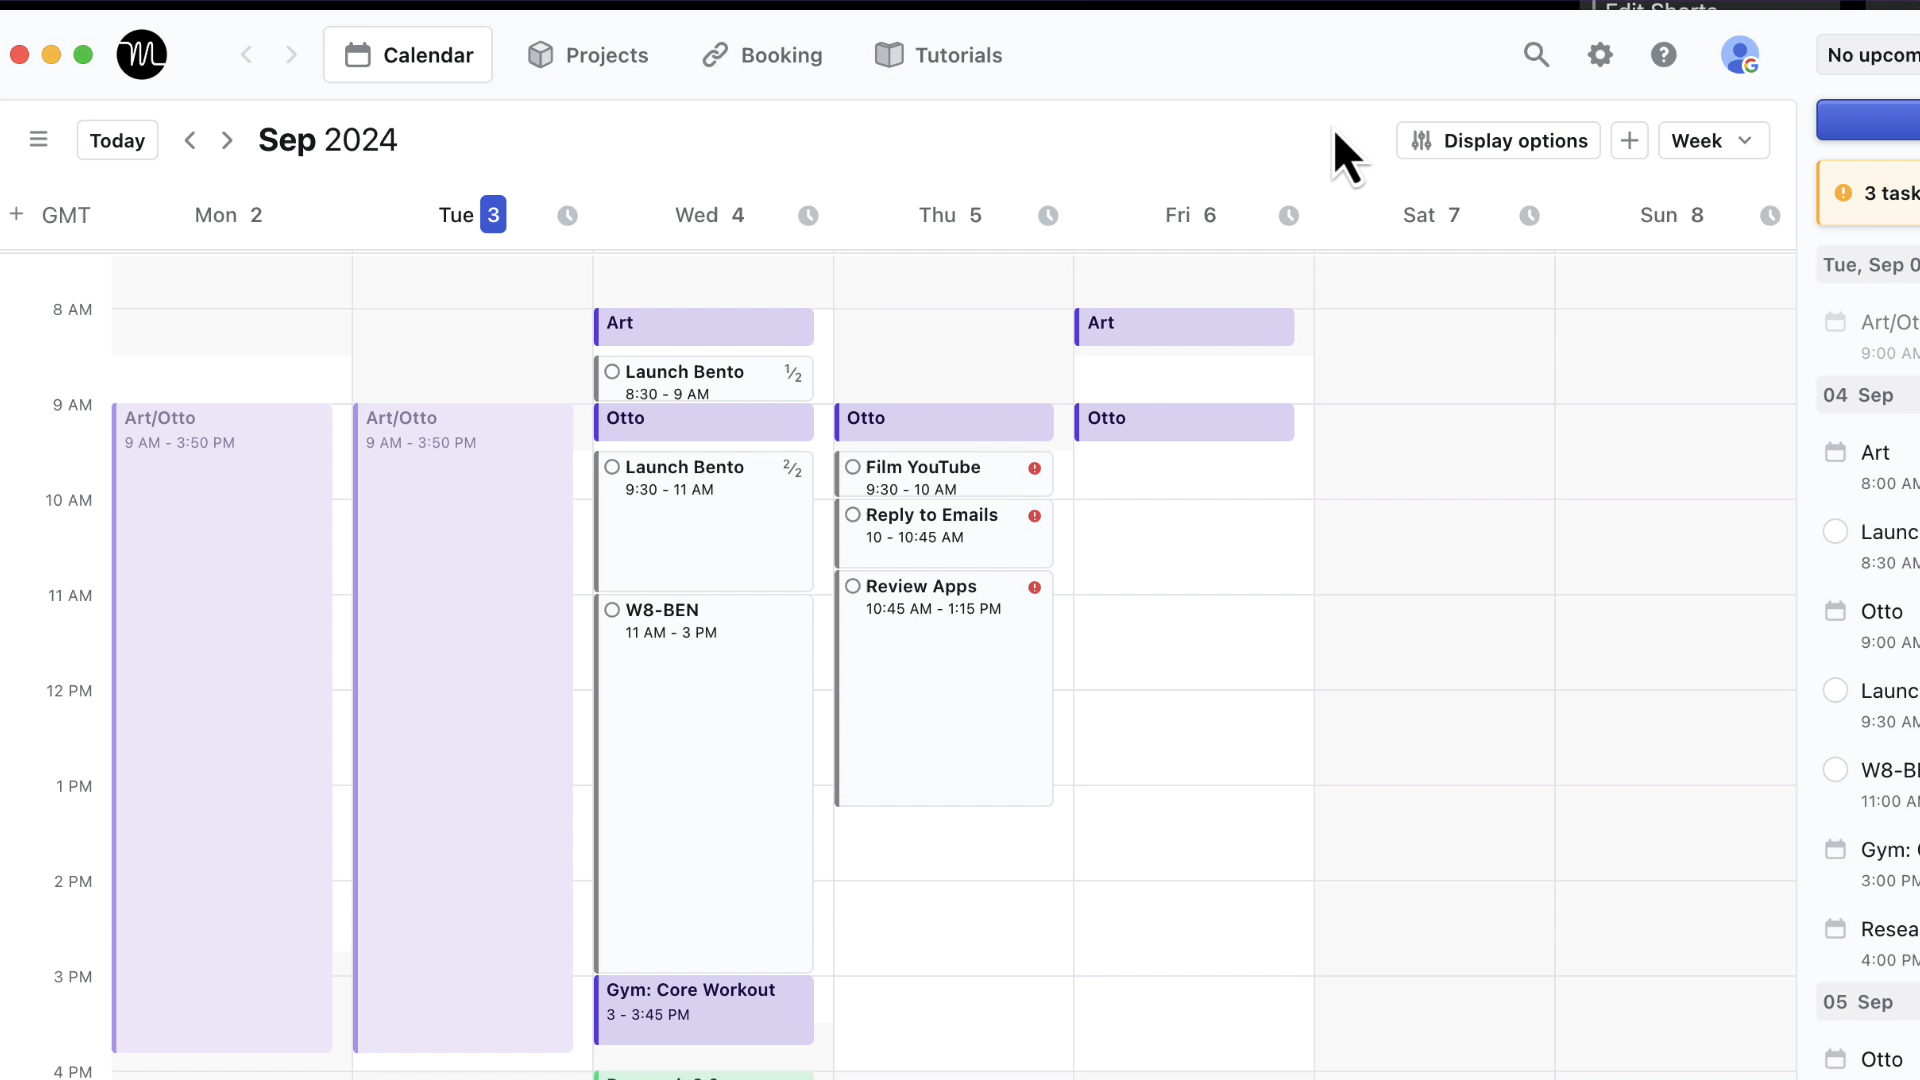 Calendar
Projects
Booking
Tutorials
No upcom
Today
Sep 2024
Display options
Week
3 task
GMT
Mon 2
Tue 3
Wed 4
Thu 5
Fri 6
Sat 7
Sun 8
8 AM
9 AM
10 AM
11 AM
12 PM
1 PM
2 PM
3 PM
4 PM
Art/Otto
9 AM - 3:50 PM
Art/Otto
9 AM - 3:50 PM
Art
Launch Bento 1/2
8:30 - 9 AM
Otto
Launch Bento 2/2
9:30 - 11 AM
W8-BEN
11 AM - 3 PM
Gym: Core Workout
3 - 3:45 PM
Otto
Film YouTube
9:30 - 10 AM
Reply to Emails
10 - 10:45 AM
Review Apps
10:45 AM - 1:15 PM
Art
Otto
Tue, Sep 0
Art/Ot
9:00 AM
04 Sep
Art
8:00 AM
Launc
8:30 AM
Otto
9:00 AM
Launc
9:30 AM
W8-BE
11:00 AM
Gym:
3:00 PM
Resea
4:00 PM
05 Sep
Otto